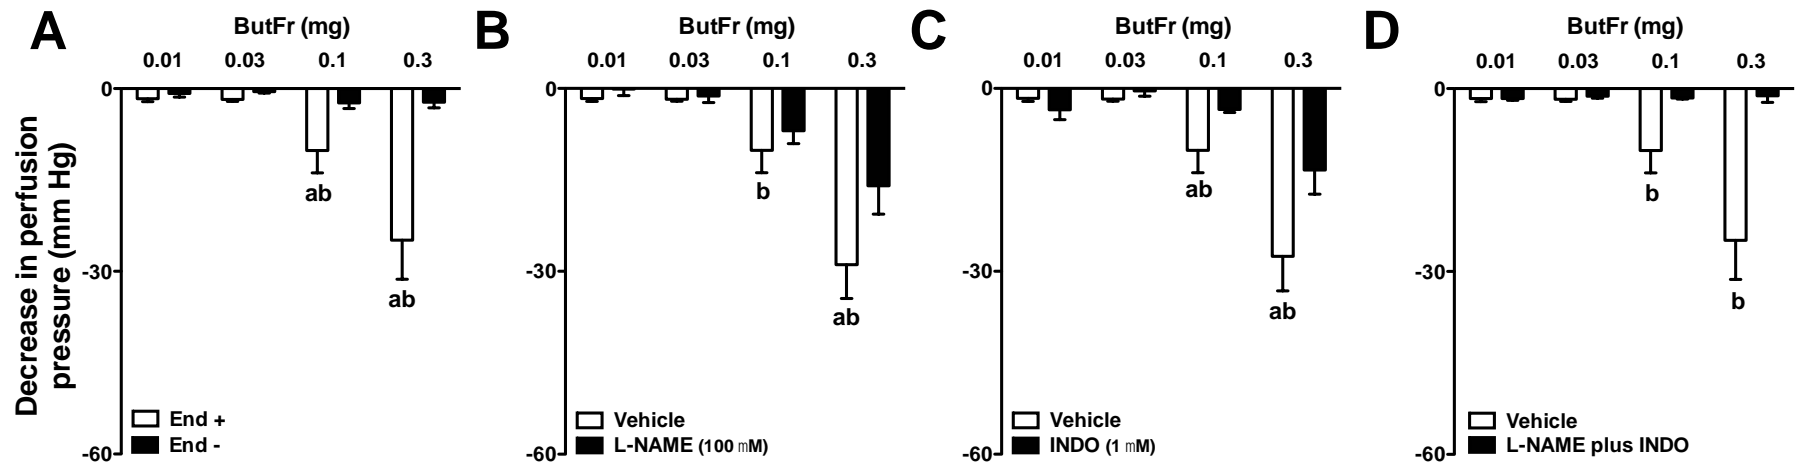 A
ButFr (mg)
0.01 0.03 0.1 0.3
0
-30
-60
Decrease in perfusion
pressure (mm Hg)
ab
ab
End +
End -
B
ButFr (mg)
0.01 0.03 0.1 0.3
0
-30
-60
b
ab
Vehicle
L-NAME (100 mM)
C
ButFr (mg)
0.01 0.03 0.1 0.3
0
-30
-60
ab
ab
Vehicle
INDO (1 mM)
D
ButFr (mg)
0.01 0.03 0.1 0.3
0
-30
-60
b
b
Vehicle
L-NAME plus INDO